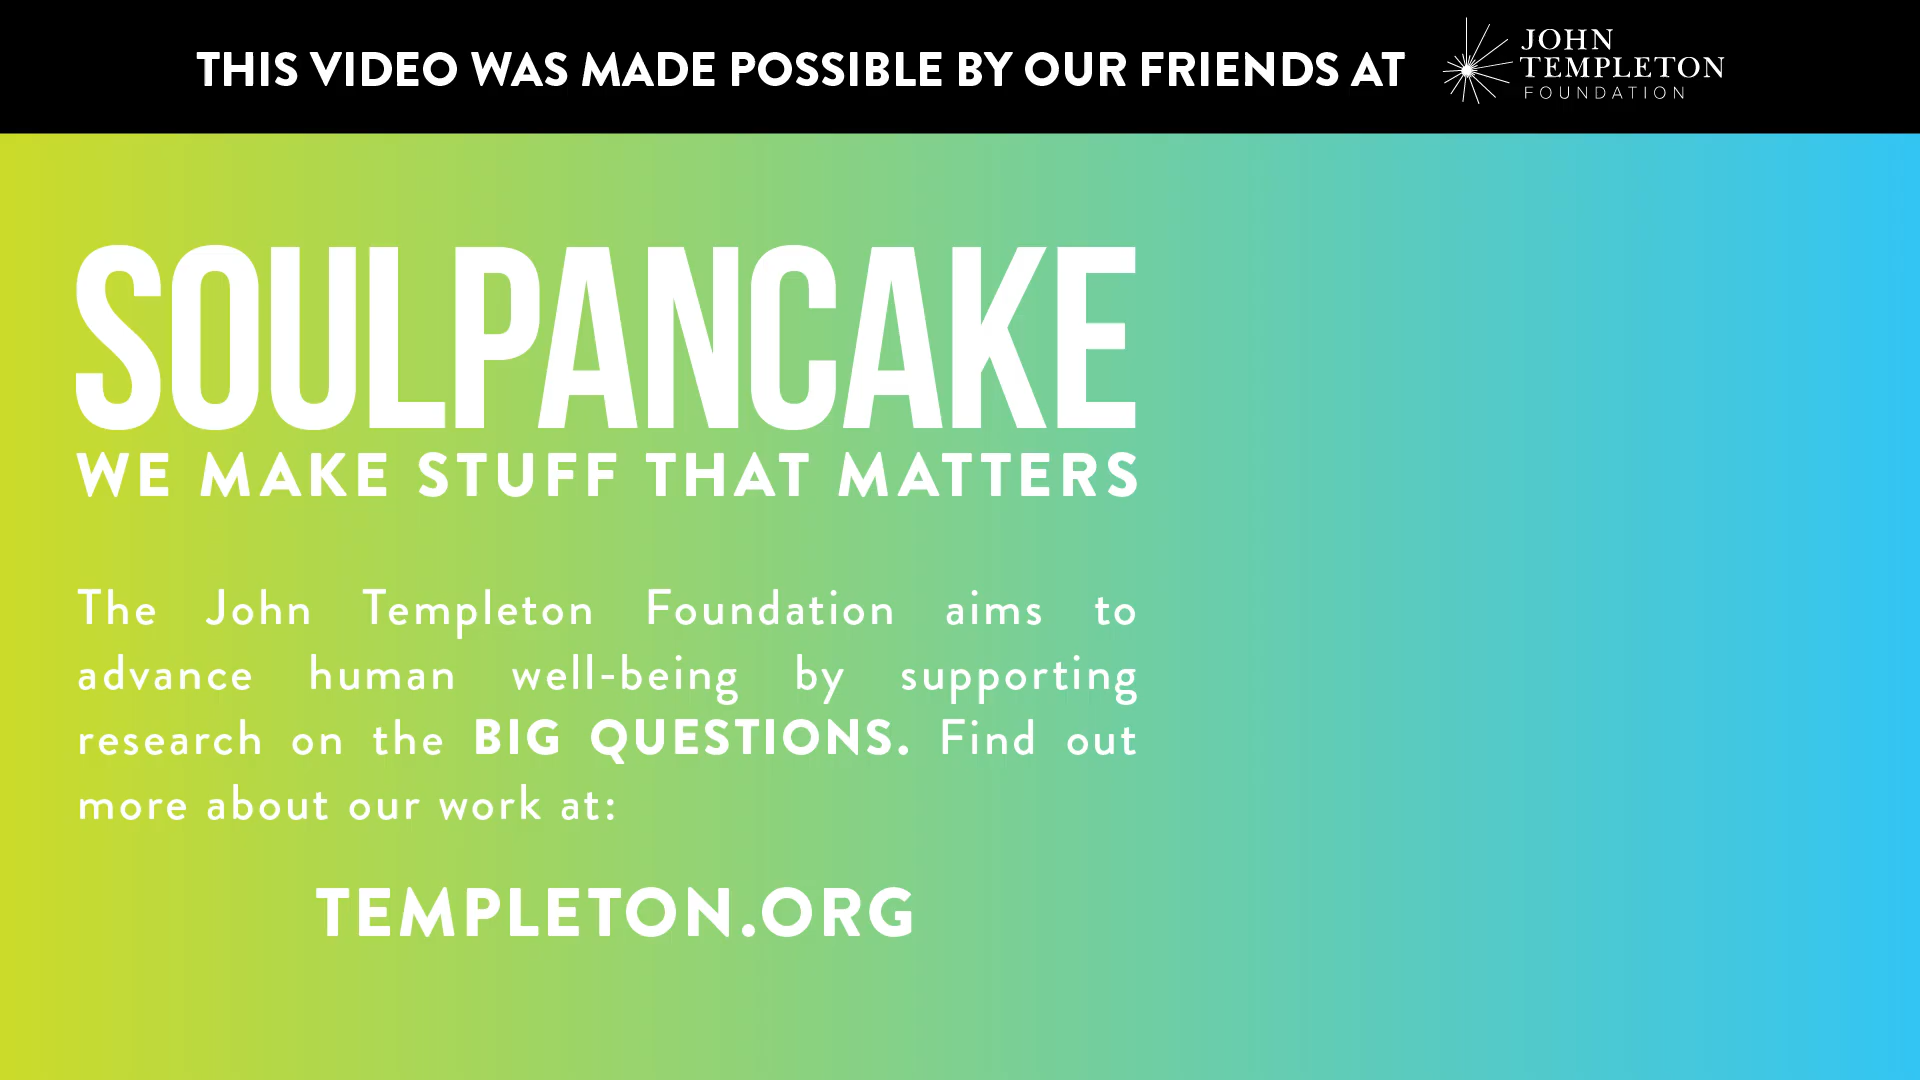 THIS VIDEO WAS MADE POSSIBLE BY OUR FRIENDS AT
JOHN
TEMPLETON
FOUNDATION
SOULPANCAKE
WE MAKE STUFF THAT MATTERS
The John Templeton Foundation aims to
advance human well-being by supporting
research on the BIG QUESTIONS. Find out
more about our work at:
TEMPLETON.ORG